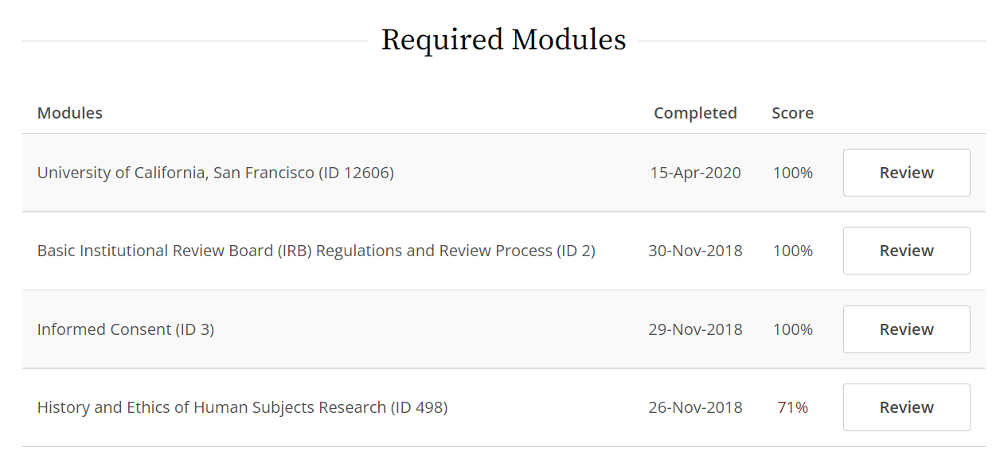 Required Modules
Modules Completed Score
University of California, San Francisco (ID 12606) 15-Apr-2020 100% Review
Basic Institutional Review Board (IRB) Regulations and Review Process (ID 2) 30-Nov-2018 100% Review
Informed Consent (ID 3) 29-Nov-2018 100% Review
History and Ethics of Human Subjects Research (ID 498) 26-Nov-2018 71% Review